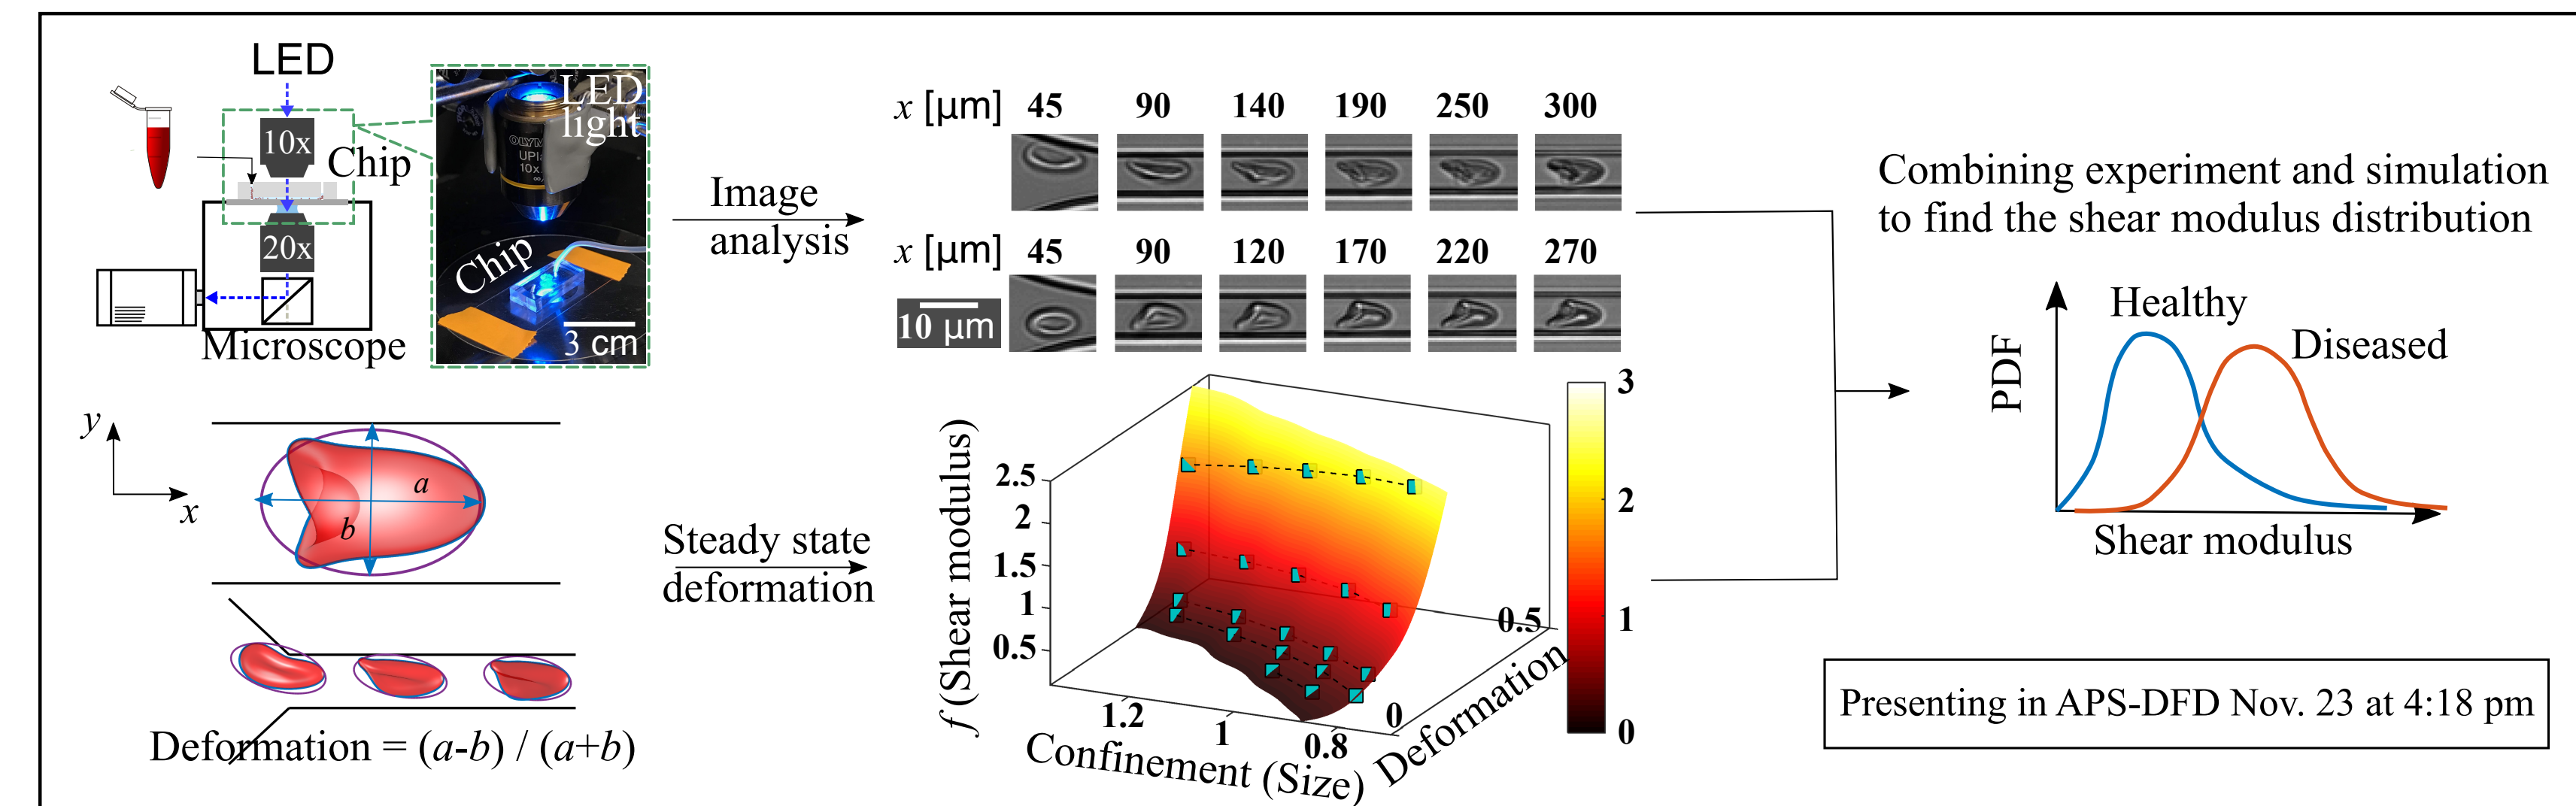 LED
10x
Chip
20x
Microscope
LED
light
OLYM
UPl
10x
Chip
3 cm
Image
analysis
x [μm] 45 90 140 190 250 300
x [μm] 45 90 120 170 220 270
10 μm
y
x
a
b
Deformation = (a-b) / (a+b)
Steady state
deformation
f (Shear modulus)
2.5
2
1.5
1
0.5
1.2
1
0.8
Confinement (Size)
0
0.5
Deformation
3
2
1
0
Combining experiment and simulation
to find the shear modulus distribution
Healthy
Diseased
PDF
Shear modulus
Presenting in APS-DFD Nov. 23 at 4:18 pm